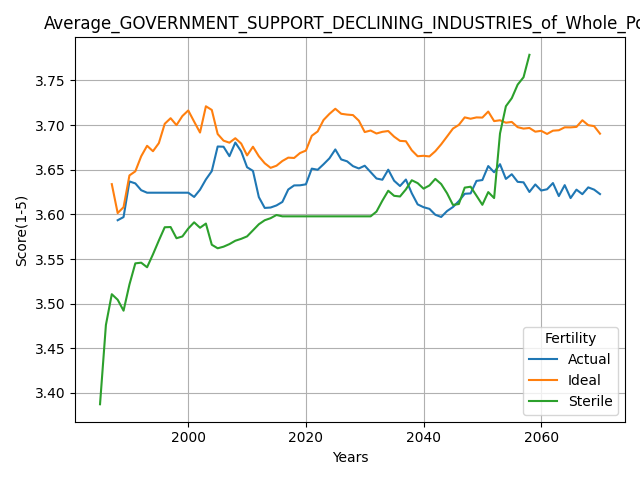 Average_GOVERNMENT_SUPPORT_DECLINING_INDUSTRIES_of_Whole_Po
3.75
3.70
3.65
3.60
3.55
3.50
3.45
3.40
Score(1-5)
Fertility
Actual
Ideal
Sterile
2000 2020 2040 2060
Years